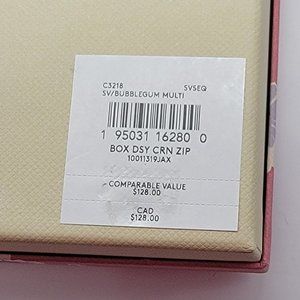 C3218 SVSEQ
SV/BUBBLEGUM MULTI
1 95031 16280 0
BOX DSY CRN ZIP
10011319JAX
COMPARABLE VALUE
$128.00
CAD
$128.00